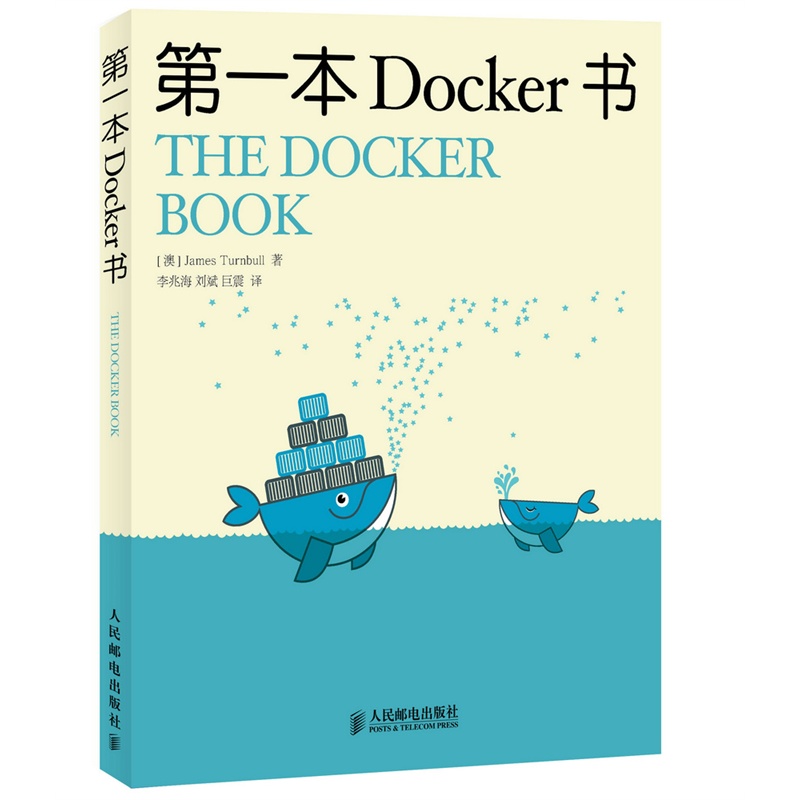 第一本Docker书
THE DOCKER
BOOK
[澳] James Turnbull 著
李兆海 刘斌 巨震 译
人民邮电出版社
POSTS & TELECOM PRESS
第一本Docker书
THE DOCKER BOOK
人民邮电出版社